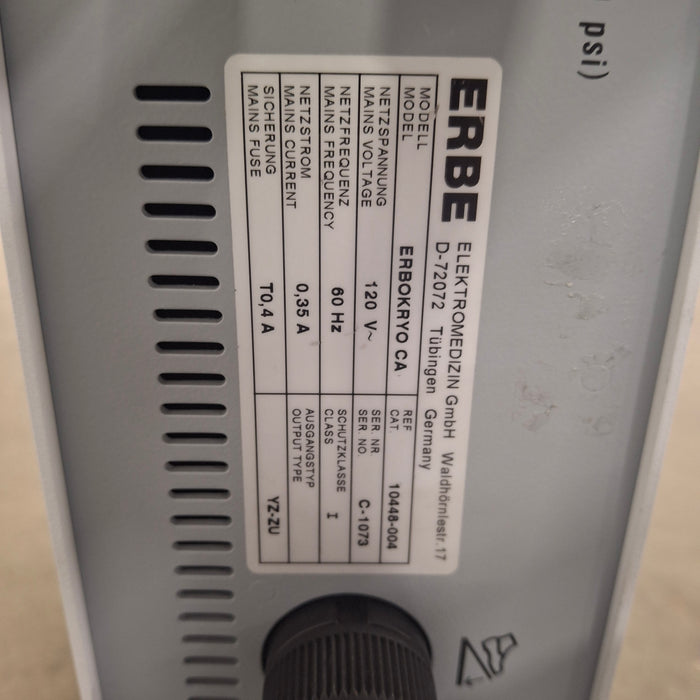 psi)
ERBE
ELEKTROMEDIZIN GmbH Waldhörnlestr.17
D-72072 Tübingen Germany
MODELL
MODEL
ERBOKRYO CA
REF
CAT
10448-004
NETZSPANNUNG
MAINS VOLTAGE
120 V~
SER. NR.
SER. NO.
C-1073
NETZFREQUENZ
MAINS FREQUENCY
60 Hz
SCHUTZKLASSE
CLASS
I
NETZSTROM
MAINS CURRENT
0,35 A
AUSGANGSTYP
OUTPUT TYPE
YZ-ZU
SICHERUNG
MAINS FUSE
T0,4 A